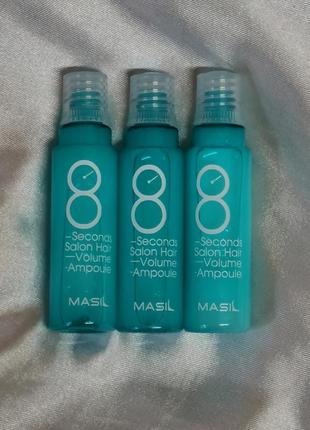 8
–Seconds
Salon Hair
—Volume
·Ampoule
MASIL
8
–Seconds
Salon Hair
—Volume
·Ampoule
MASIL
8
–Seconds
Salon Hair
—Volume
·Ampoule
MASIL